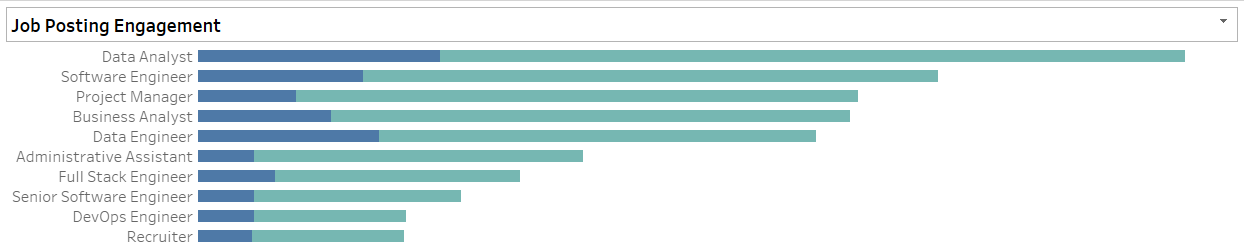 Job Posting Engagement
Data Analyst
Software Engineer
Project Manager
Business Analyst
Data Engineer
Administrative Assistant
Full Stack Engineer
Senior Software Engineer
DevOps Engineer
Recruiter